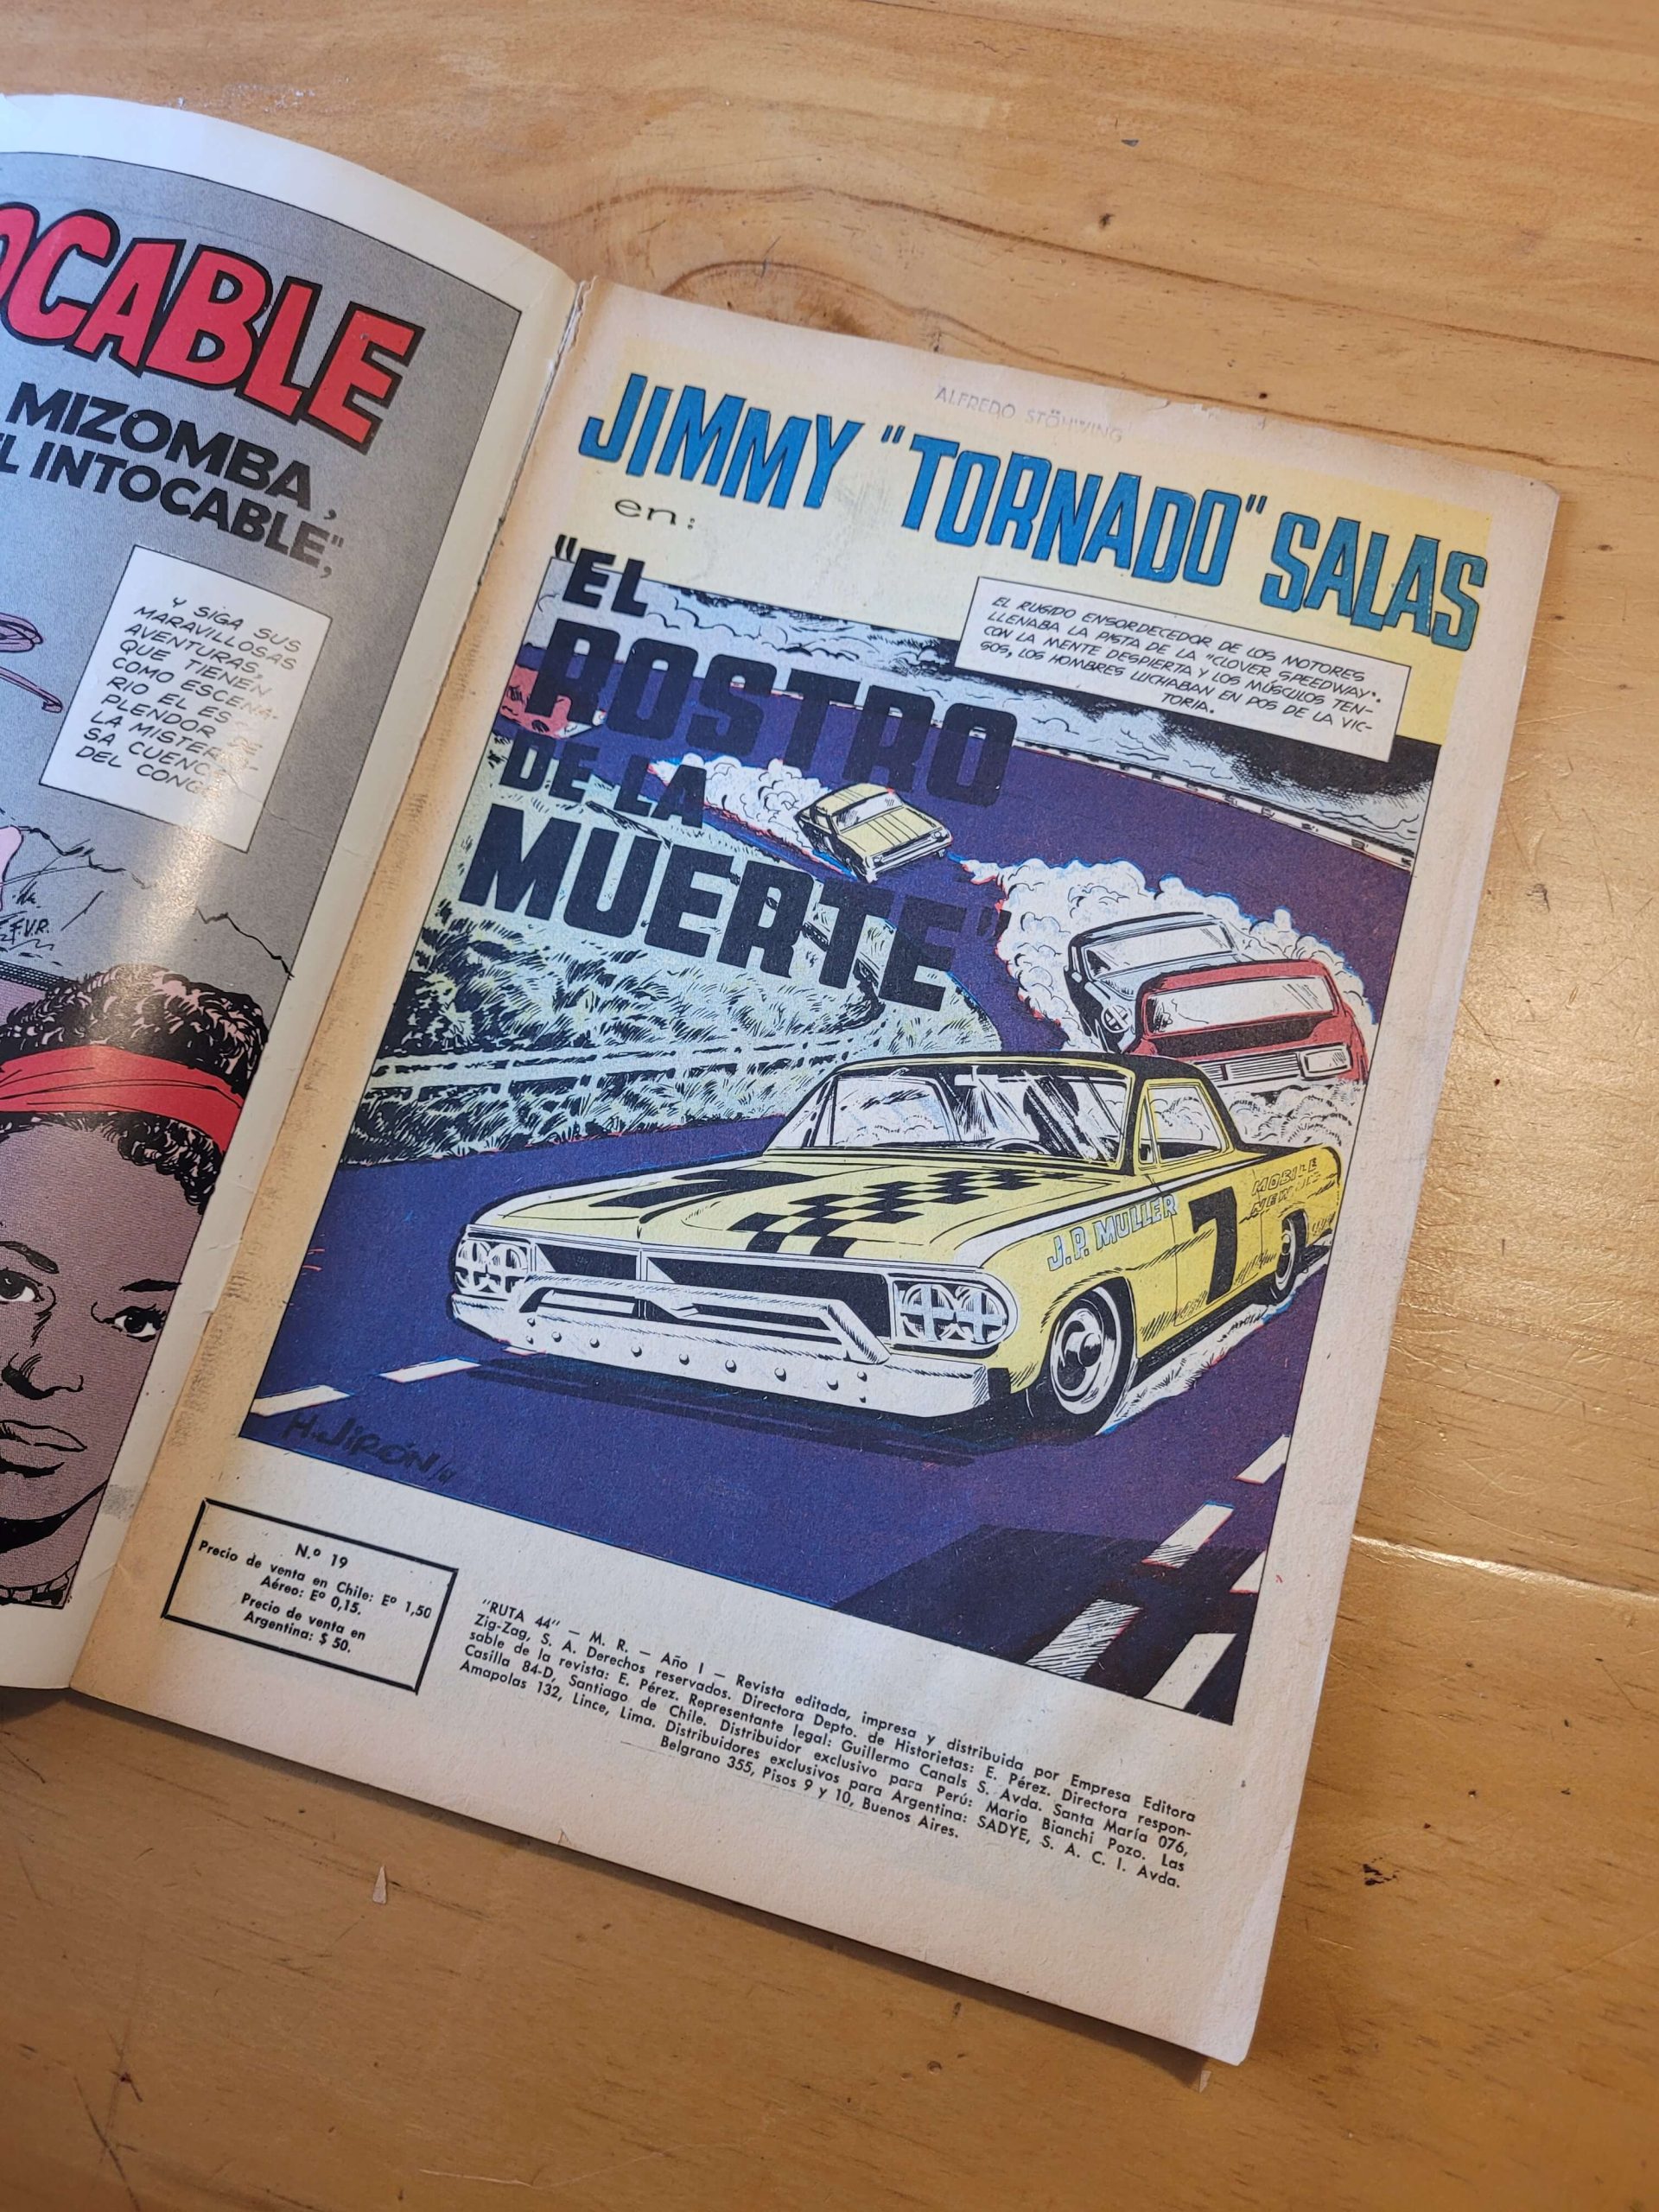 OCABLE
MIZOMBA,
EL INTOCABLE",
Y SIGA SUS
MARAVILLOSAS
AVENTURAS,
QUE TIENEN
COMO ESCENA-
RIO EL ES-
PLENDOR DE
LA MISTERIO-
SA CUENCA
DEL CONGO
F.V.R.
ALFREDO
JIMMY "TORNADO" SALAS
en:
"EL
ROSTRO
DE LA
MUERTE"
EL RUGIDO ENSORDECEDOR DE LOS MOTORES
LLENABA LA PISTA DE LA "CLOVER SPEEDWAY".
CON LA MENTE DESPIERTA Y LOS MÚSCULOS TEN-
SOS, LOS HOMBRES LUCHABAN EN POS DE LA VIC-
TORIA.
J.P. MULLER
7
MOBILE
H. JIRÓN
N.º 19
Precio de venta en Chile: Eº 1,50
Aéreo: Eº 0,15.
Precio de venta en
Argentina: $ 50.
"RUTA 44" — M. R. — Año I — Revista editada, impresa y distribuida por Empresa Editora
Zig-Zag, S. A. Derechos reservados. Directora Depto. de Historietas: E. Pérez. Directora respon-
sable de la revista: E. Pérez. Representante legal: Guillermo Canals S. Avda. Santa María 076,
Casilla 84-D, Santiago de Chile. Distribuidor exclusivo para Perú: Mario Bianchi Pozo. Las
Amapolas 132, Lince, Lima. Distribuidores exclusivos para Argentina: SADYE, S. A. C. I. Avda.
Belgrano 355, Pisos 9 y 10, Buenos Aires.